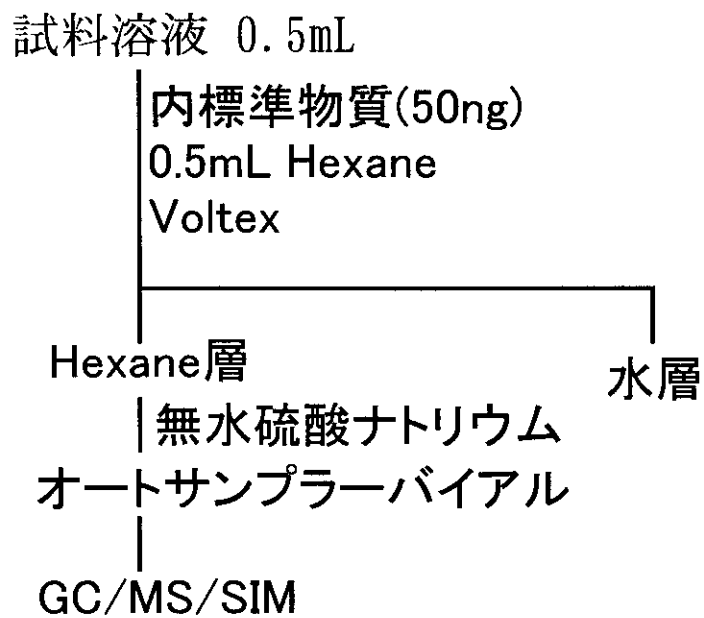 試料溶液 0.5mL
内標準物質(50ng)
0.5mL Hexane
Voltex
Hexane層
水層
無水硫酸ナトリウム
オートサンプラーバイアル
GC/MS/SIM